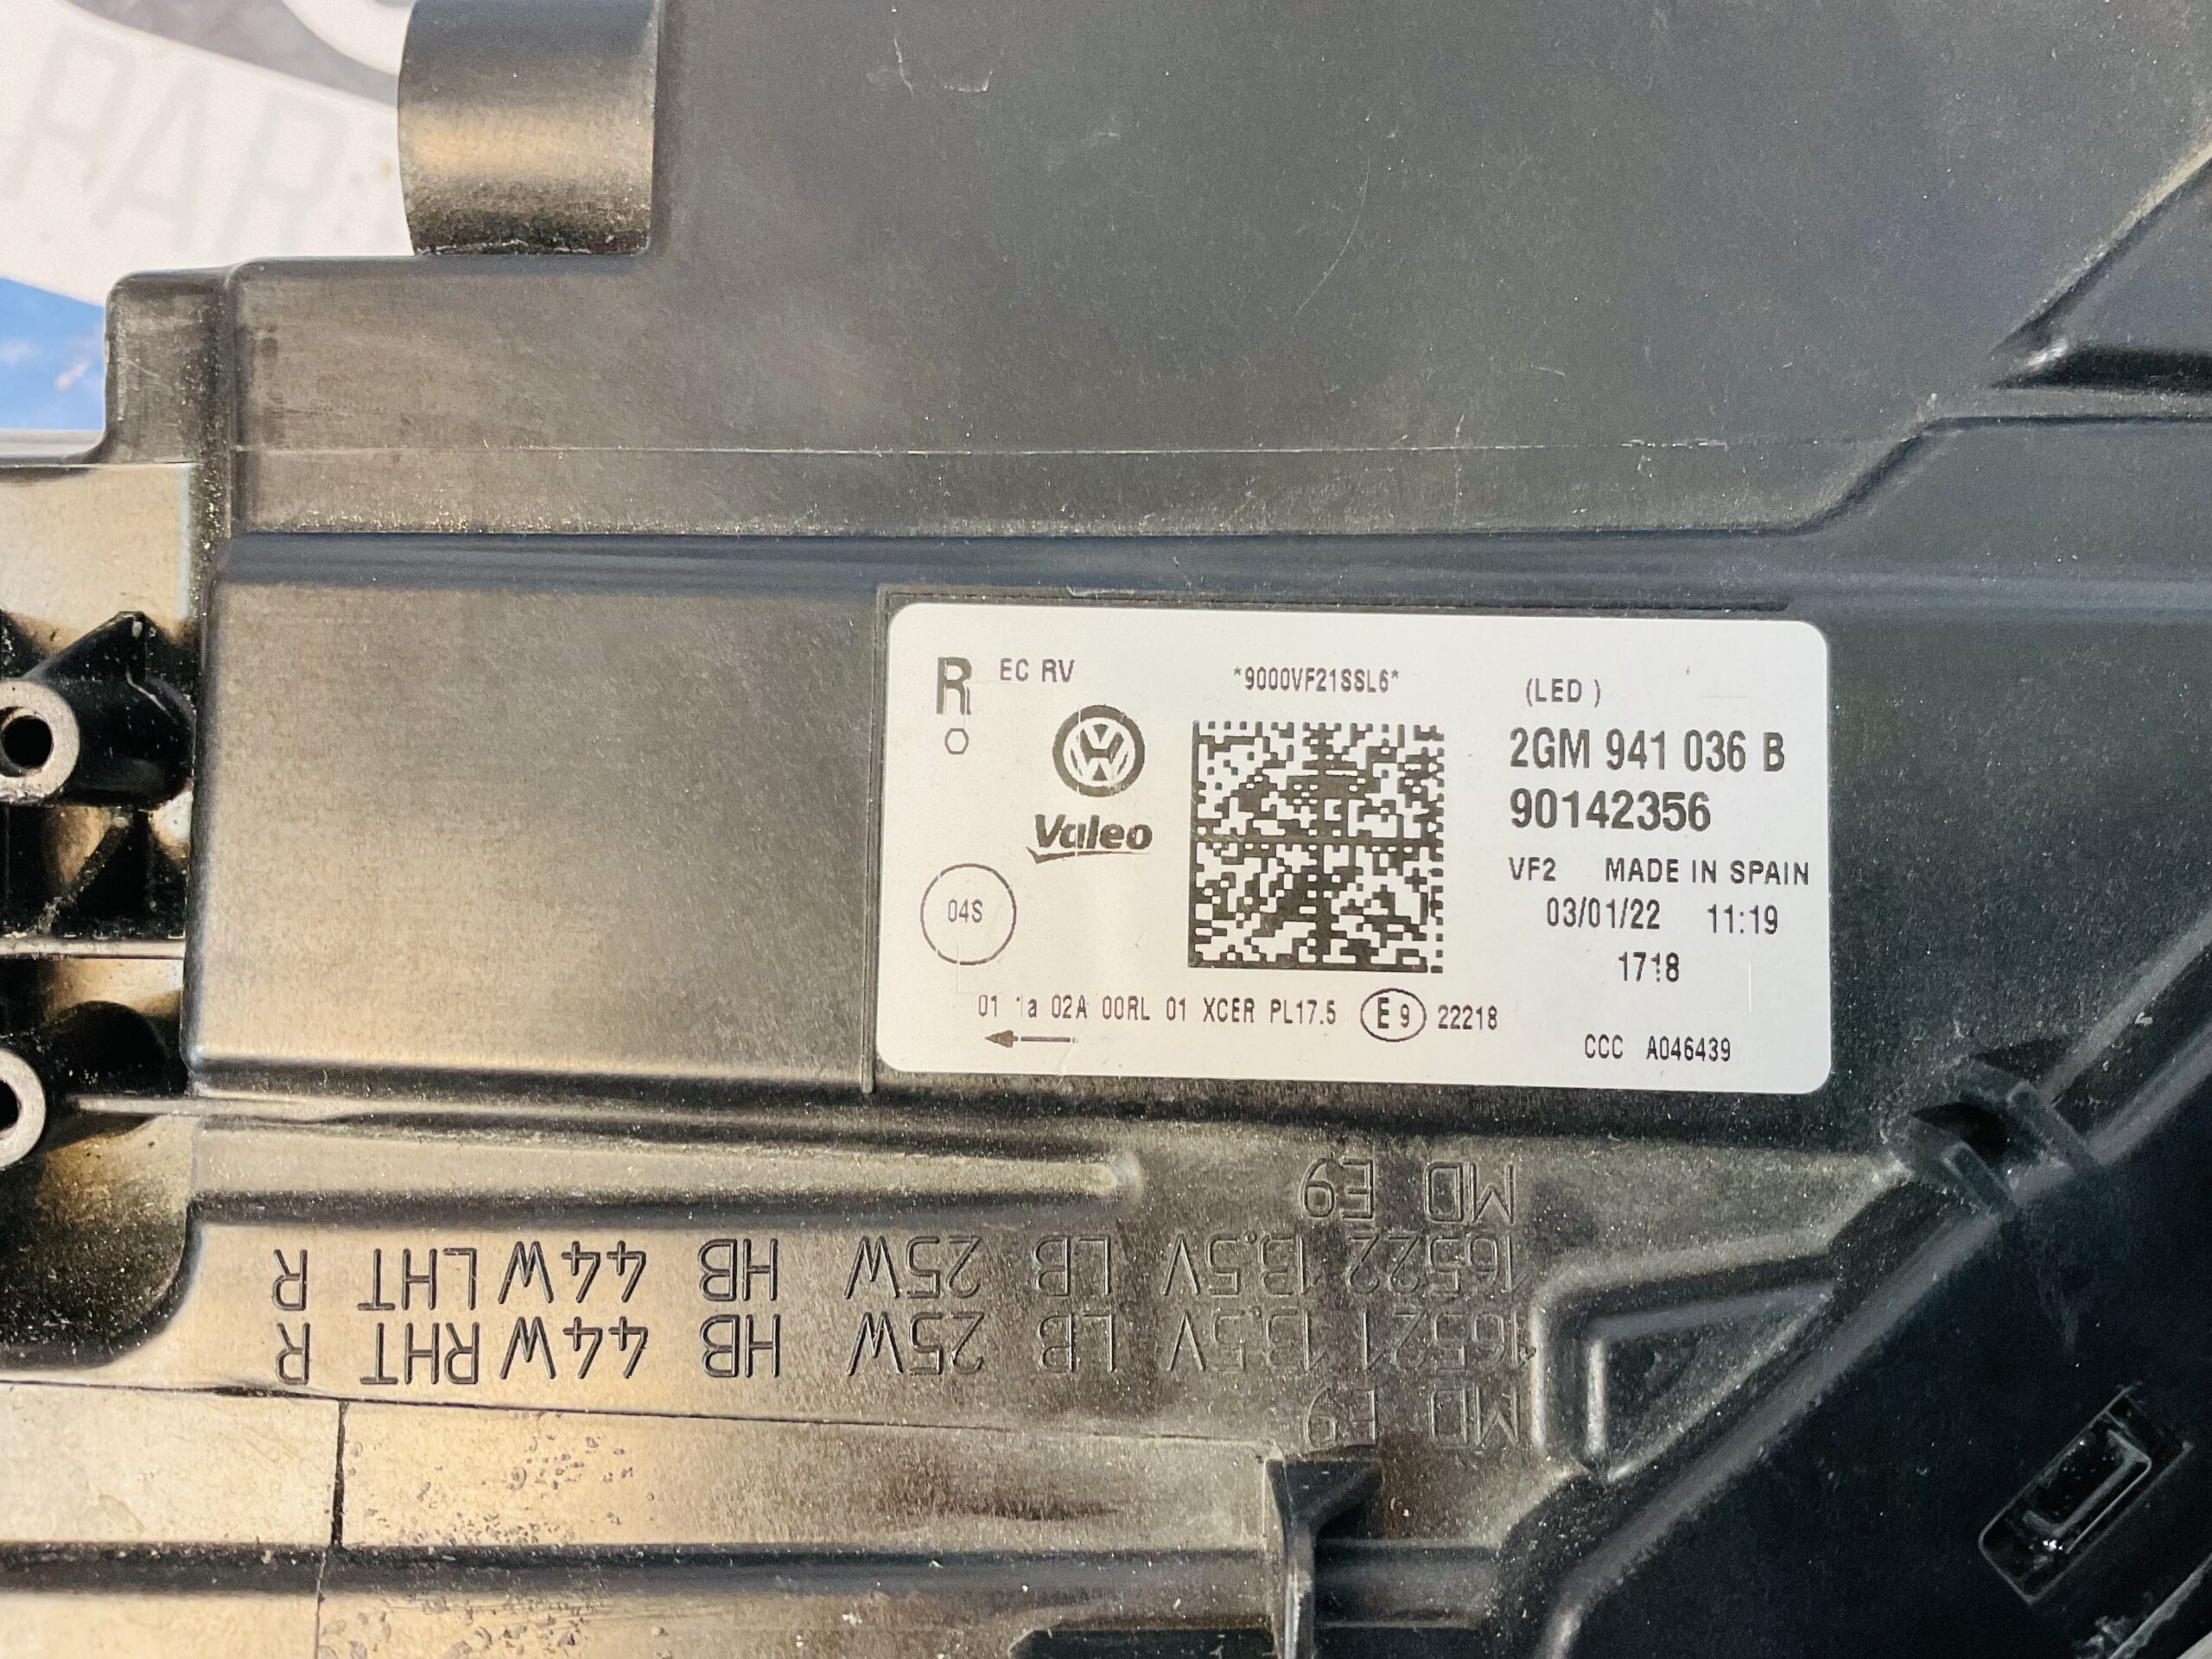 PAR
R EC RV *9000VF21SSL6* (LED )
2GM 941 036 B
Valeo 90142356
VF2 MADE IN SPAIN
04S 03/01/22 11:19
1718
01 1a 02A 00RL 01 XCER PL17.5 E9 22218
CCC A046439
MD E9
16521 13.5V LB 25W HB 44W RHT R
16522 13.5V LB 25W HB 44W LHT R
MD E9